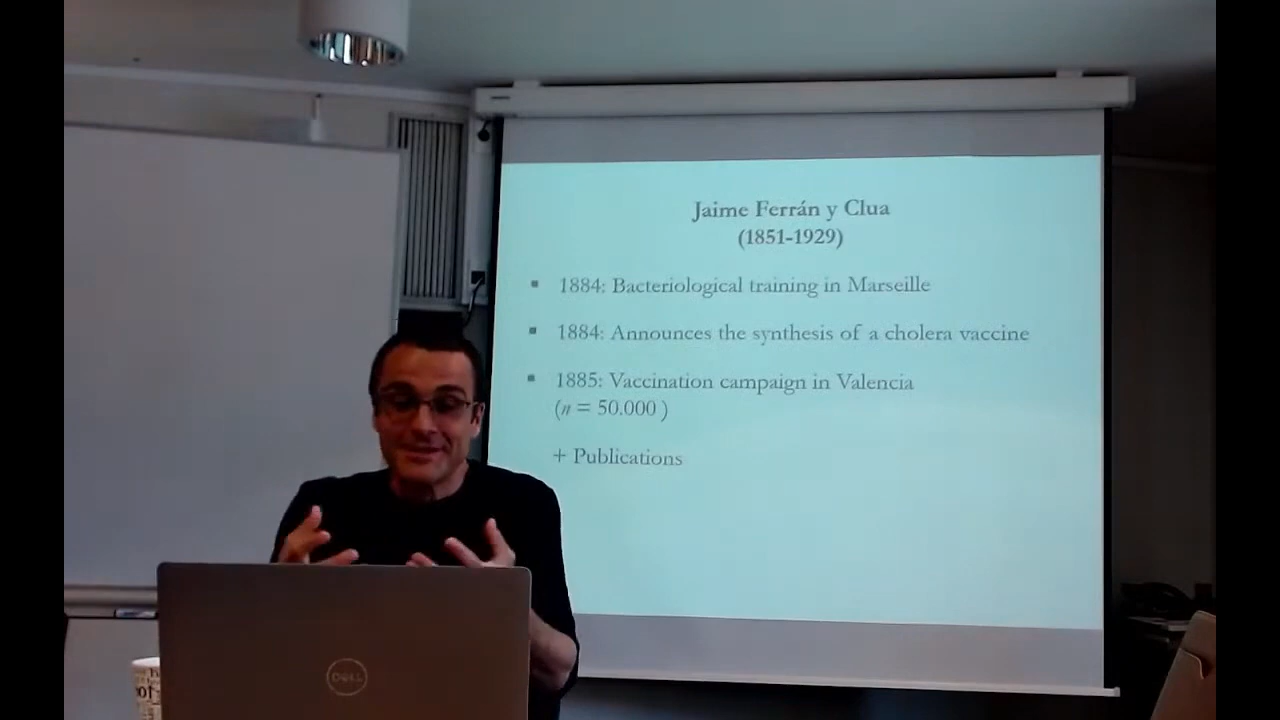 Jaime Ferrán y Clua
(1851-1929)
▪ 1884: Bacteriological training in Marseille
▪ 1884: Announces the synthesis of a cholera vaccine
▪ 1885: Vaccination campaign in Valencia
(n = 50.000 )
+ Publications
DELL
of